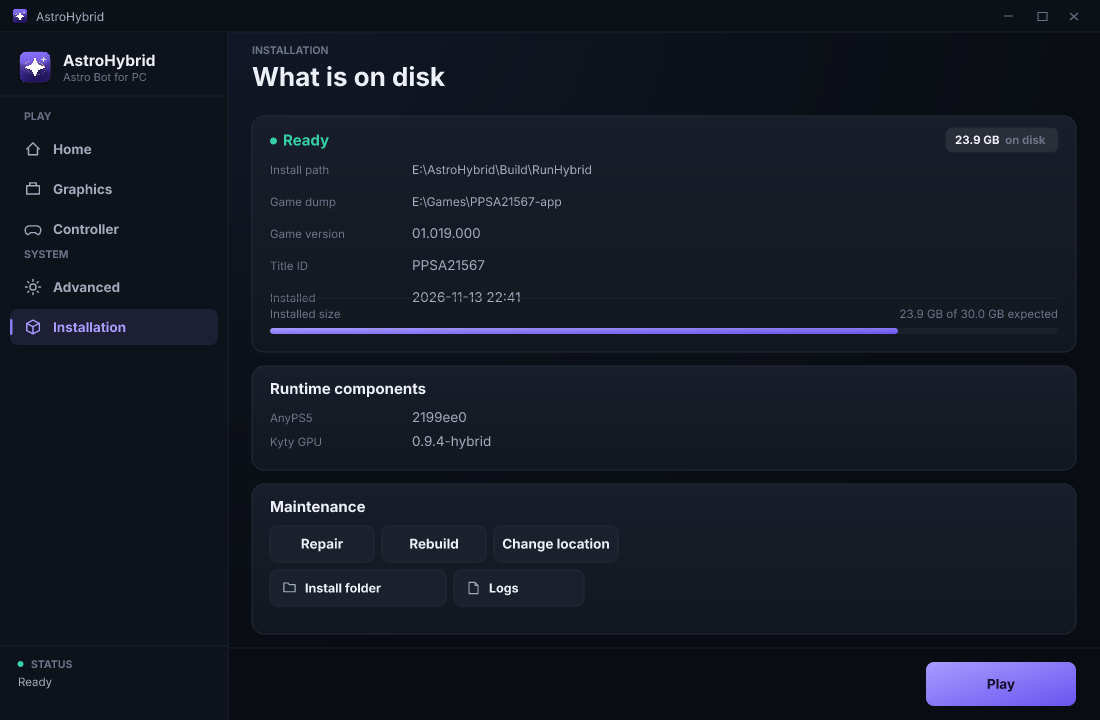 AstroHybrid
AstroHybrid
Astro Bot for PC
PLAY
Home
Graphics
Controller
SYSTEM
Advanced
Installation
STATUS
Ready
INSTALLATION
What is on disk
Ready
23.9 GB on disk
Install path E:\AstroHybrid\Build\RunHybrid
Game dump E:\Games\PPSA21567-app
Game version 01.019.000
Title ID PPSA21567
Installed 2026-11-13 22:41
Installed size 23.9 GB of 30.0 GB expected
Runtime components
AnyPS5 2199ee0
Kyty GPU 0.9.4-hybrid
Maintenance
Repair Rebuild Change location
Install folder Logs
Play